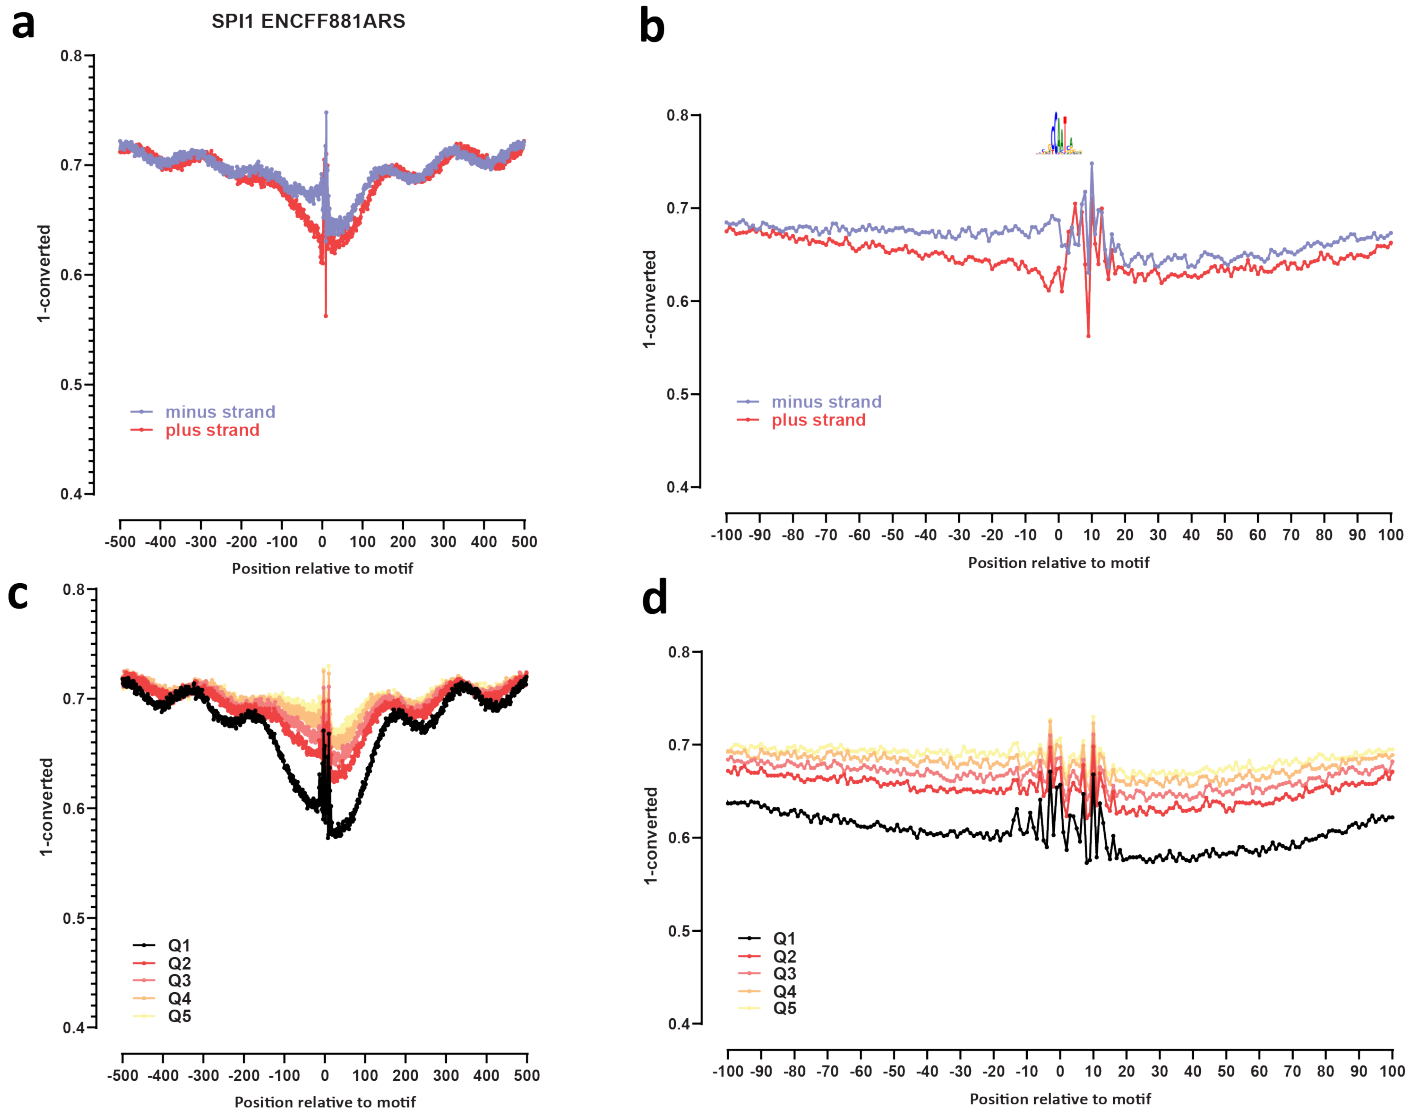 a
SPI1 ENCFF881ARS
0.8
0.7
0.6
0.5
0.4
1-converted
minus strand
plus strand
-500 -400 -300 -200 -100 0 100 200 300 400 500
Position relative to motif
b
0.8
0.7
0.6
0.5
0.4
1-converted
minus strand
plus strand
-100 -90 -80 -70 -60 -50 -40 -30 -20 -10 0 10 20 30 40 50 60 70 80 90 100
Position relative to motif
c
0.8
0.7
0.6
0.5
0.4
1-converted
Q1
Q2
Q3
Q4
Q5
-500 -400 -300 -200 -100 0 100 200 300 400 500
Position relative to motif
d
0.8
0.7
0.6
0.5
0.4
1-converted
Q1
Q2
Q3
Q4
Q5
-100 -90 -80 -70 -60 -50 -40 -30 -20 -10 0 10 20 30 40 50 60 70 80 90 100
Position relative to motif